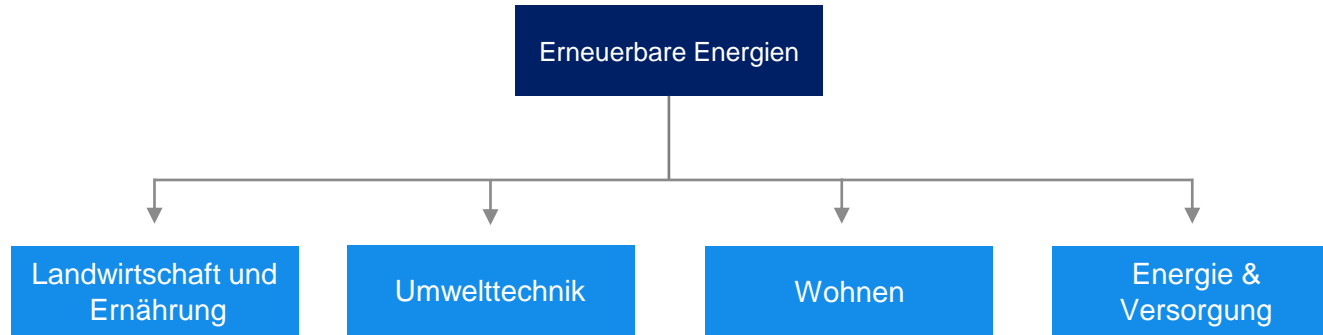 Erneuerbare Energien
Landwirtschaft und
Ernährung
Umwelttechnik
Wohnen
Energie &
Versorgung